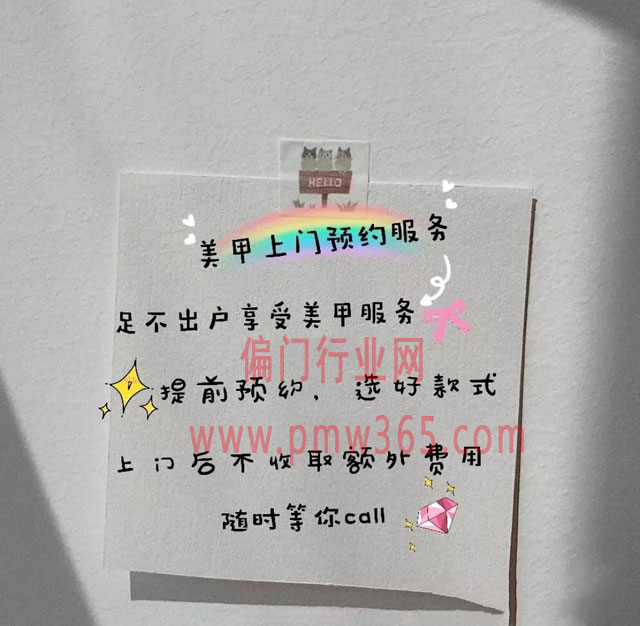 HELLO
美甲上门预约服务
足不出户享受美甲服务
偏门行业网
提前预约，选好款式
www.pmw365.com
上门后不收取额外费用
随时等你call